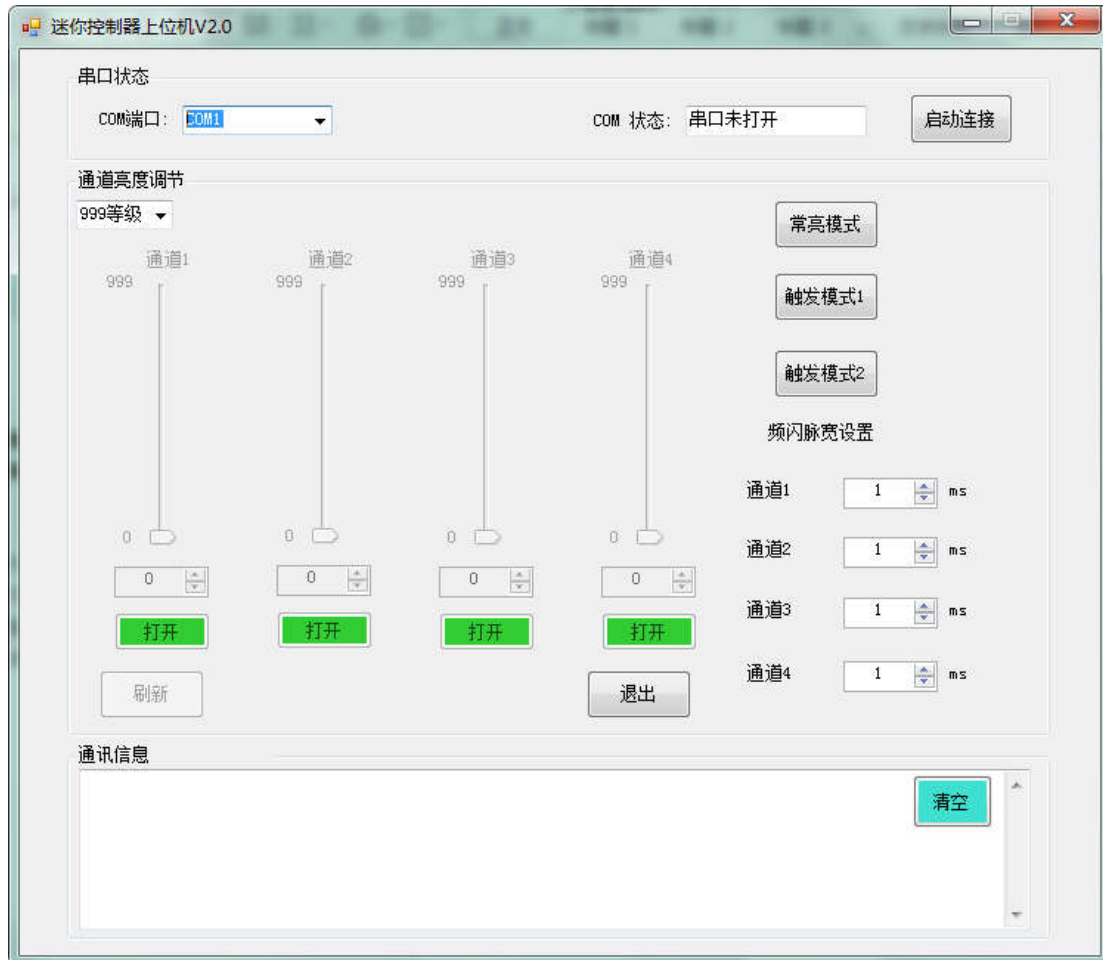 迷你控制器上位机V2.0
串口状态
COM端口： COM1 COM 状态： 串口未打开 启动连接
通道亮度调节
999等级 常亮模式
通道1 通道2 通道3 通道4
999 999 999 999 触发模式1
触发模式2
频闪脉宽设置
通道1 1 ms
0 0 0 0 通道2 1 ms
0 0 0 0
打开 打开 打开 打开 通道3 1 ms
刷新 退出 通道4 1 ms
通讯信息
清空